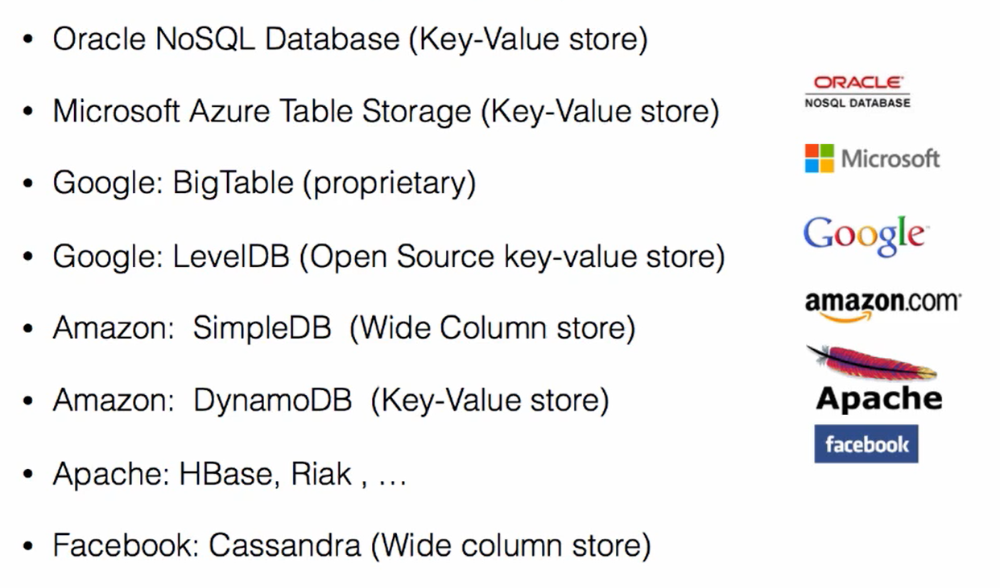 • Oracle NoSQL Database (Key-Value store)
• Microsoft Azure Table Storage (Key-Value store)
• Google: BigTable (proprietary)
• Google: LevelDB (Open Source key-value store)
• Amazon: SimpleDB (Wide Column store)
• Amazon: DynamoDB (Key-Value store)
• Apache: HBase, Riak , …
• Facebook: Cassandra (Wide column store)
ORACLE
NOSQL DATABASE
Microsoft
Google
amazon.com
Apache
facebook